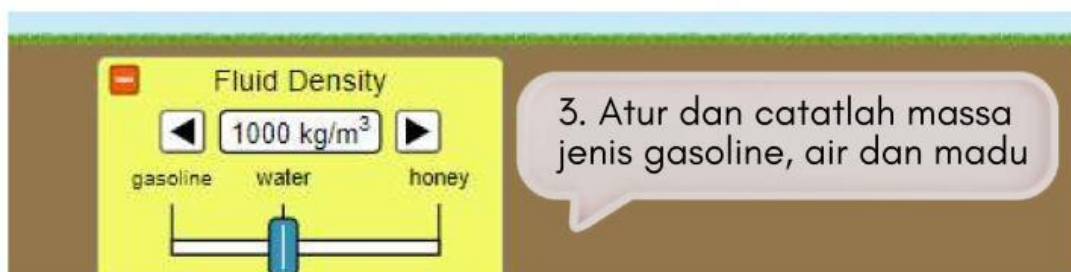 Fluid Density
1000 kg/m³
gasoline water honey
3. Atur dan catatlah massa
jenis gasoline, air dan madu